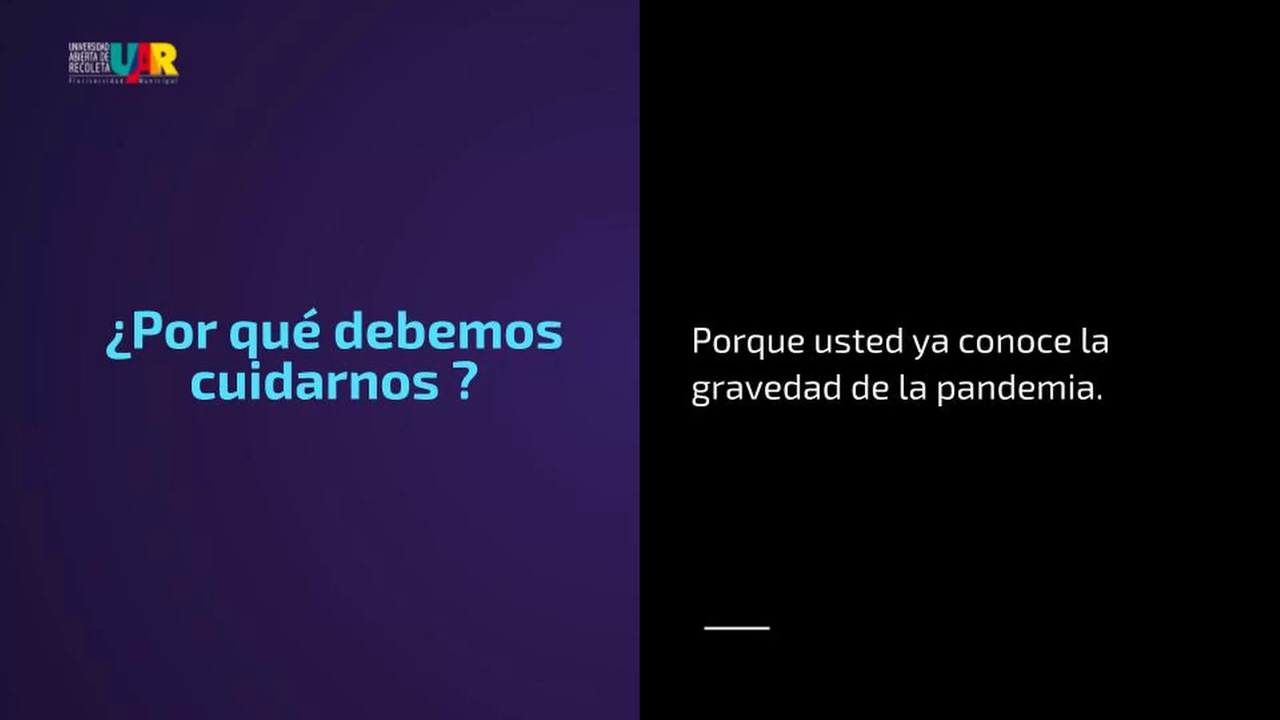 UNIVERSIDAD
ABIERTA DE
RECOLETA
UAR
¿Por qué debemos
cuidarnos ?
Porque usted ya conoce la
gravedad de la pandemia.